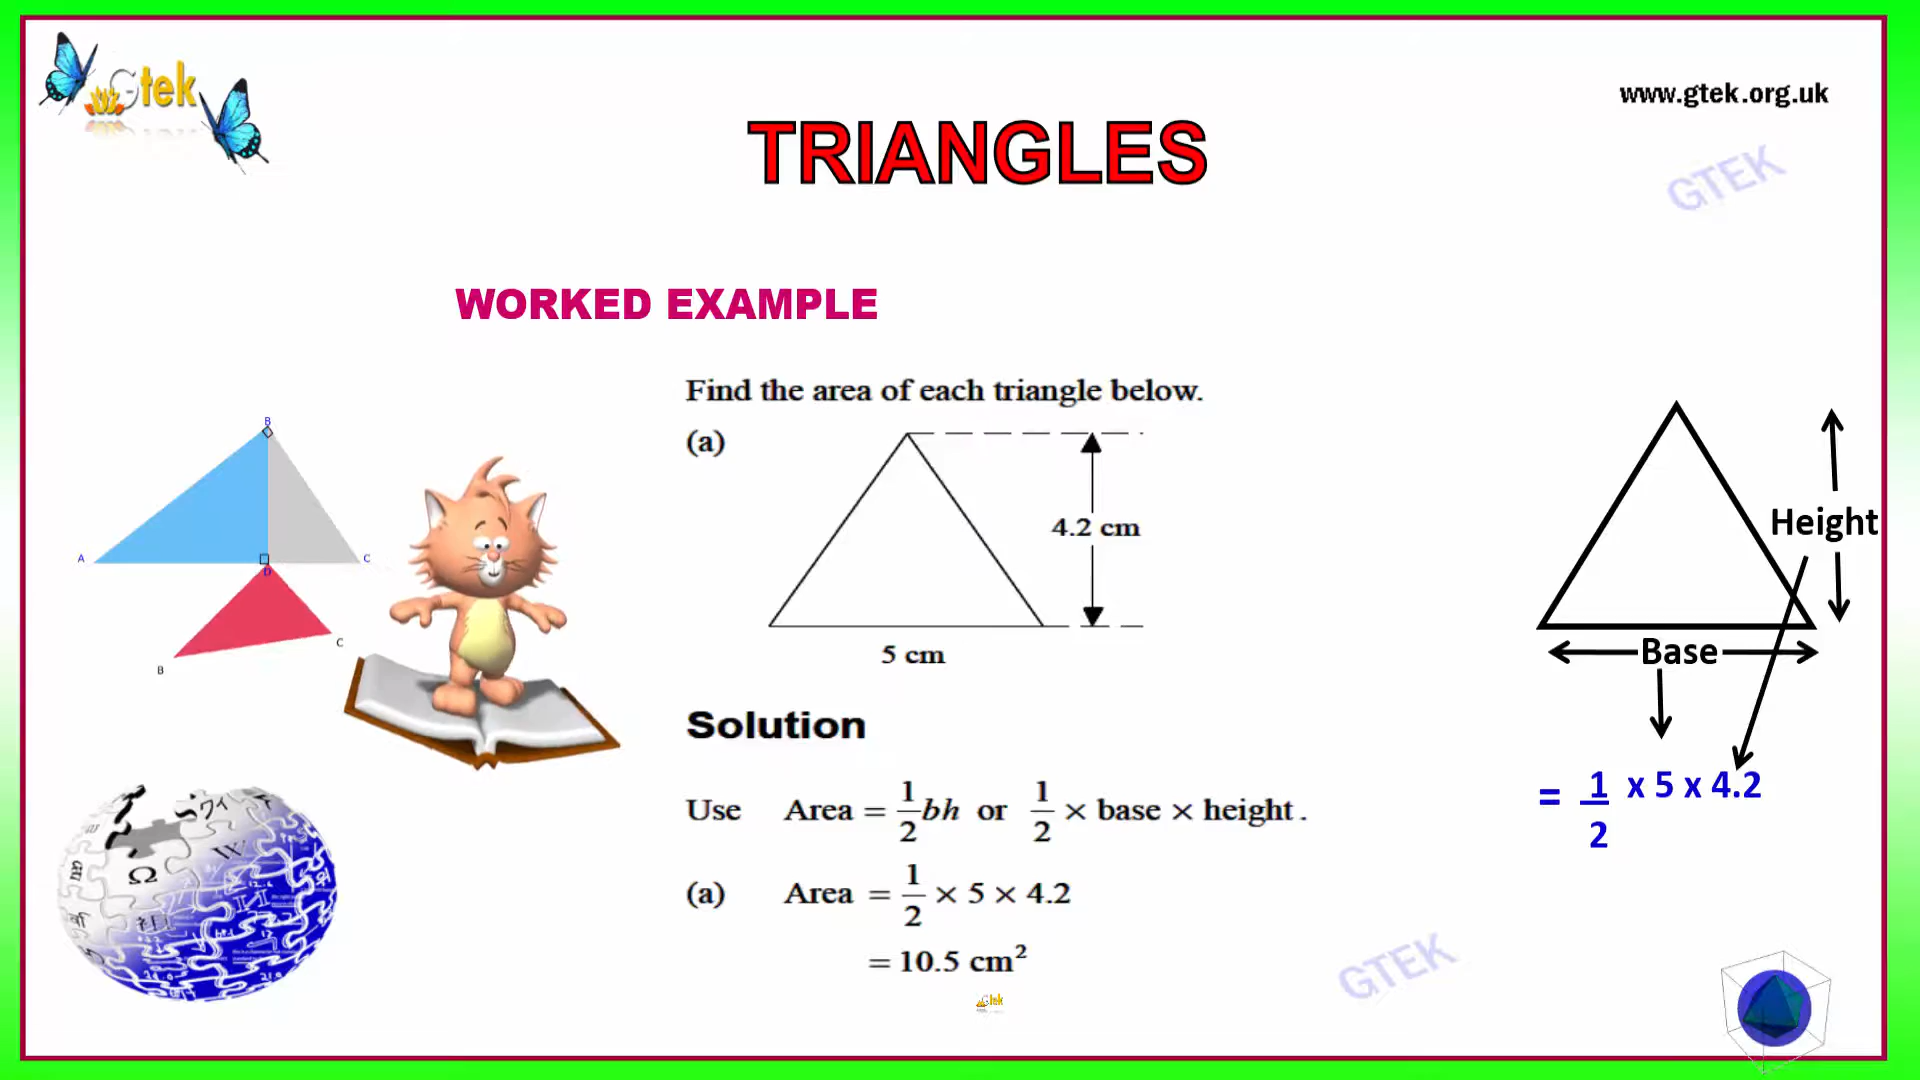 Gtek
www.gtek.org.uk
TRIANGLES
GTEK
WORKED EXAMPLE
Find the area of each triangle below.
(a)
4.2 cm
5 cm
B
A
C
D
C
B
Height
Base
= 1/2 x 5 x 4.2
Solution
Use Area = 1/2 bh or 1/2 × base × height.
(a) Area = 1/2 × 5 × 4.2
= 10.5 cm²
Gtek
GTEK
Ω
W